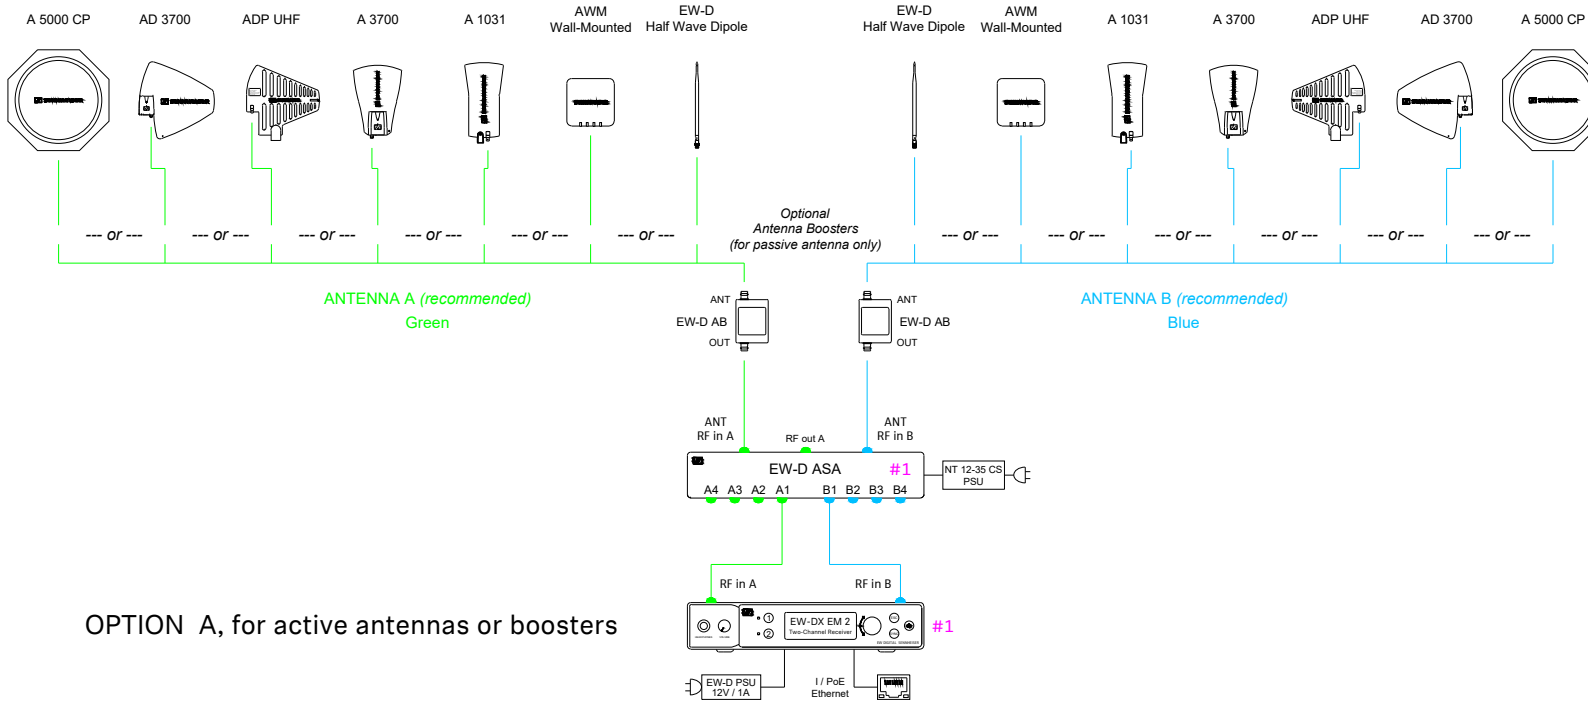 A 5000 CP
AD 3700
ADP UHF
A 3700
A 1031
AWM
Wall-Mounted
EW-D
Half Wave Dipole
EW-D
Half Wave Dipole
AWM
Wall-Mounted
A 1031
A 3700
ADP UHF
AD 3700
A 5000 CP
--- or ---
--- or ---
--- or ---
--- or ---
--- or ---
--- or ---
Optional
Antenna Boosters
(for passive antenna only)
--- or ---
--- or ---
--- or ---
--- or ---
--- or ---
--- or ---
ANTENNA A (recommended)
Green
ANTENNA B (recommended)
Blue
ANT
EW-D AB
OUT
ANT
EW-D AB
OUT
ANT
RF in A
RF out A
ANT
RF in B
EW-D ASA
#1
NT 12-35 CS
PSU
A4 A3 A2 A1 B1 B2 B3 B4
RF in A
RF in B
OPTION A, for active antennas or boosters
1
2
EW-DX EM 2
Two-Channel Receiver
#1
EW-D PSU
12V / 1A
I / PoE
Ethernet